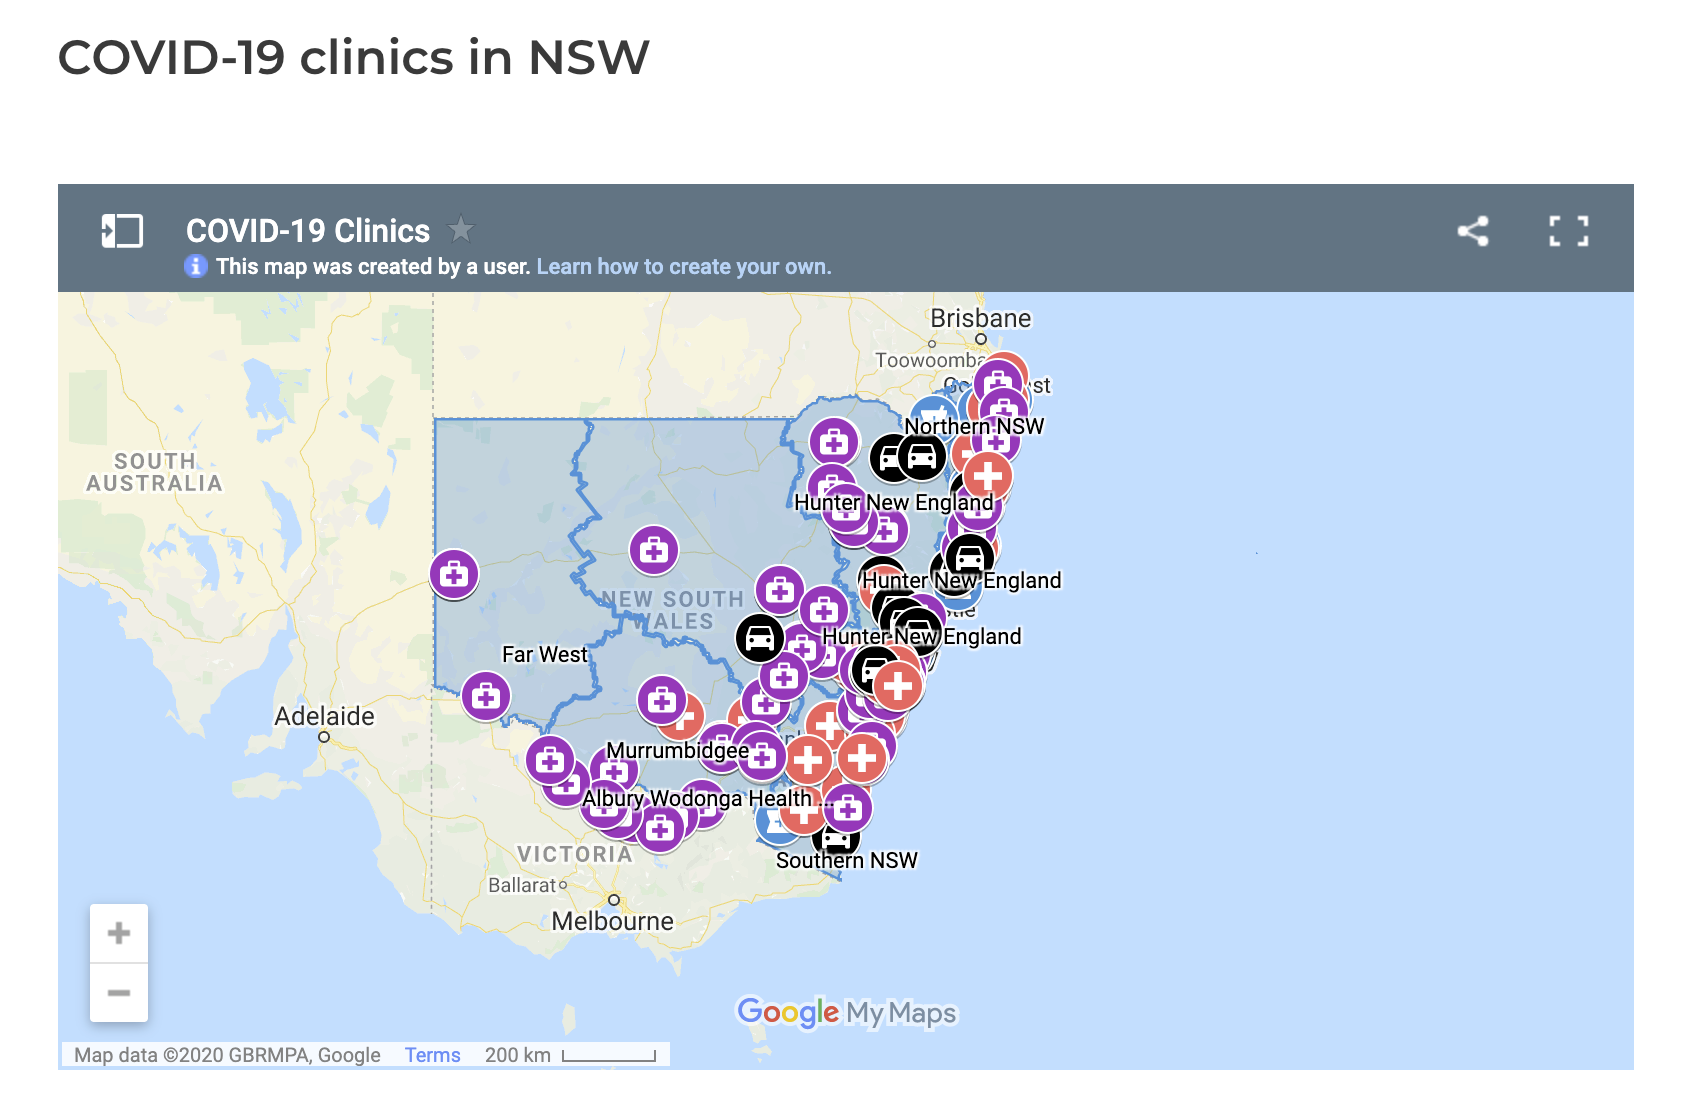 COVID-19 clinics in NSW
COVID-19 Clinics
This map was created by a user. Learn how to create your own.
Brisbane
Toowoomba
Northern NSW
SOUTH
AUSTRALIA
Hunter New England
Hunter New England
NEW SOUTH
WALES
Hunter New England
Far West
Adelaide
Murrumbidgee
Albury Wodonga Health ...
VICTORIA
Southern NSW
Ballarat
Melbourne
Google My Maps
Map data ©2020 GBRMPA, Google Terms 200 km